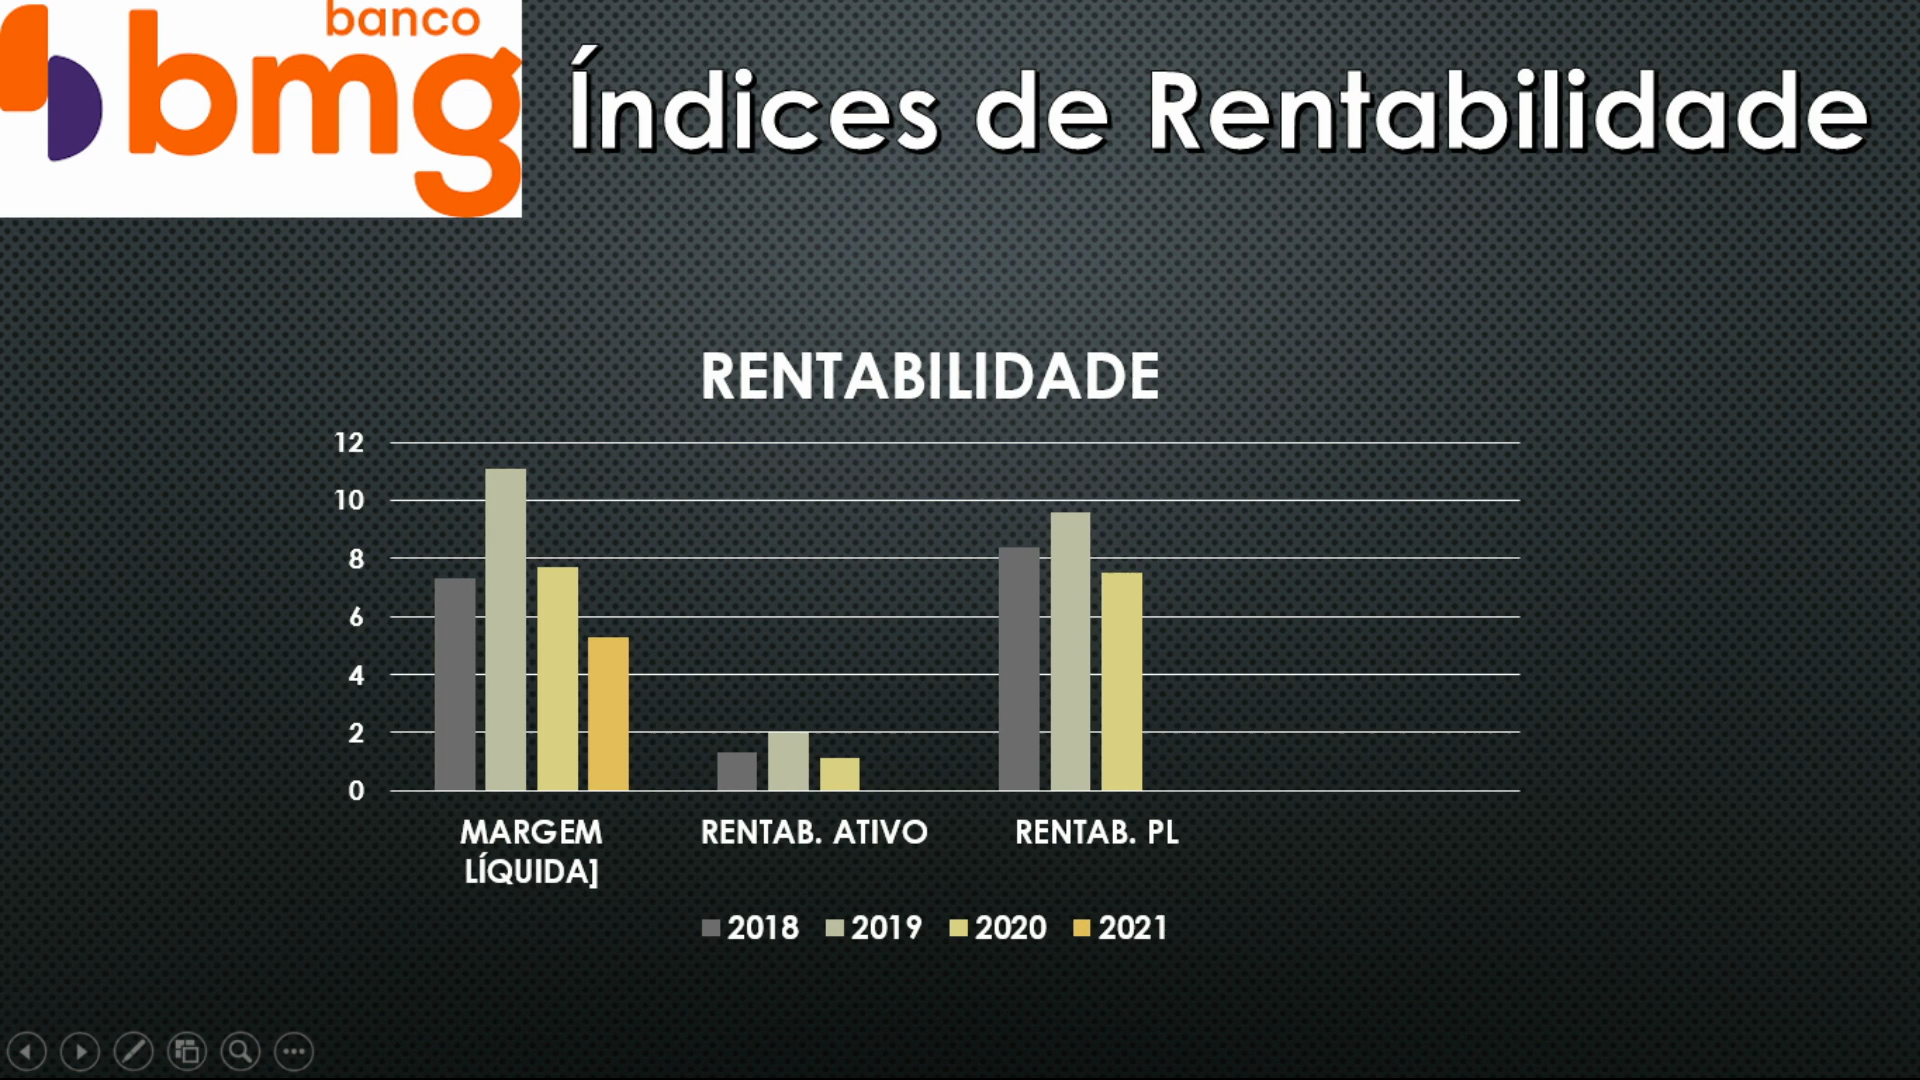 banco
bmg
Índices de Rentabilidade
RENTABILIDADE
12
10
8
6
4
2
0
MARGEM
LÍQUIDA]
RENTAB. ATIVO
RENTAB. PL
2018 2019 2020 2021